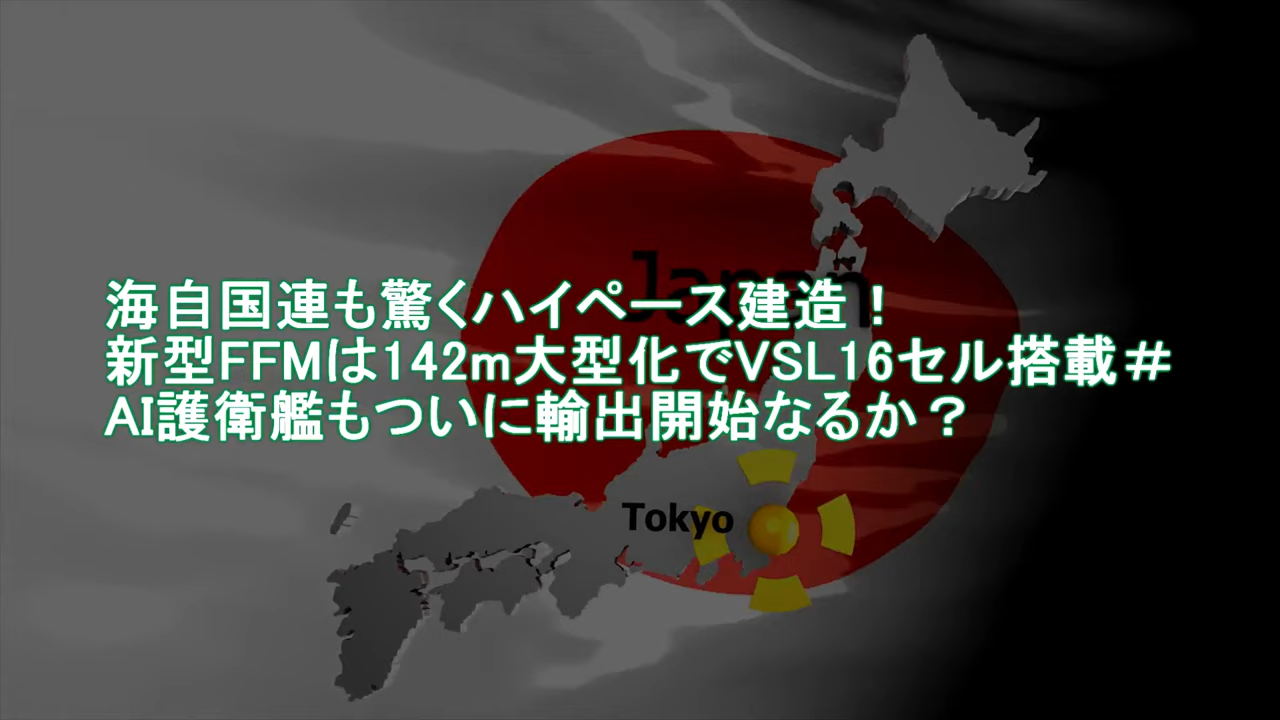 Japan
海自国連も驚くハイペース建造！
新型FFMは142m大型化でVSL16セル搭載＃
AI護衛艦もついに輸出開始なるか？
Tokyo